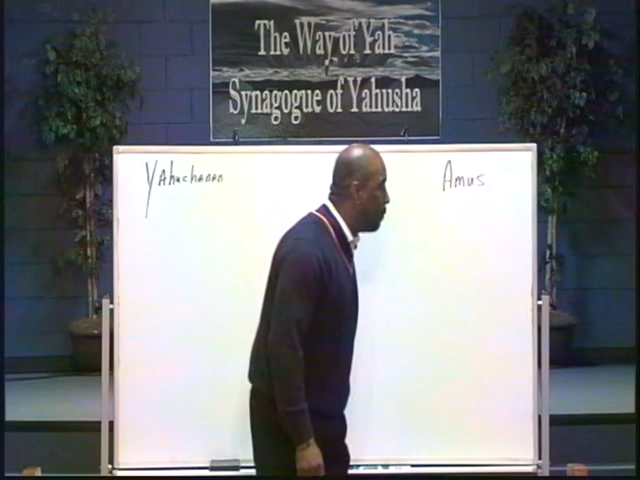 The Way of Yah
Synagogue of Yahusha
Yahuchanan
Amus